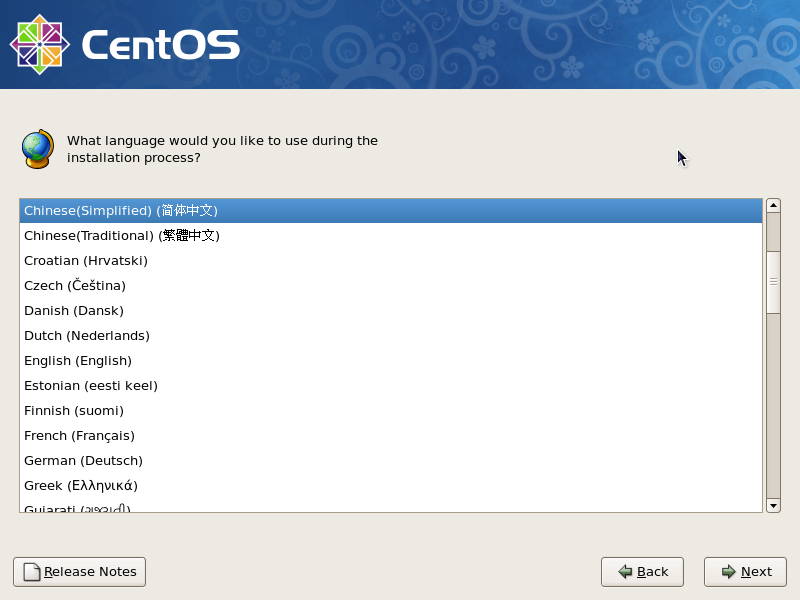 CentOS
What language would you like to use during the
installation process?
Chinese(Simplified) (简体中文)
Chinese(Traditional) (繁體中文)
Croatian (Hrvatski)
Czech (Čeština)
Danish (Dansk)
Dutch (Nederlands)
English (English)
Estonian (eesti keel)
Finnish (suomi)
French (Français)
German (Deutsch)
Greek (Ελληνικά)
Gujarati (ગુજરાતી)
Release Notes
Back
Next